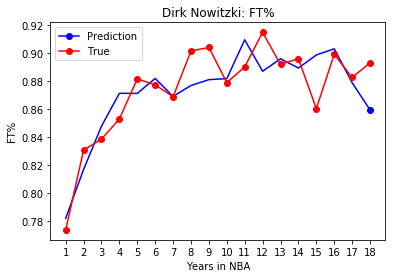 Dirk Nowitzki: FT%
Prediction
True
FT%
0.92
0.90
0.88
0.86
0.84
0.82
0.80
0.78
1 2 3 4 5 6 7 8 9 10 11 12 13 14 15 16 17 18
Years in NBA